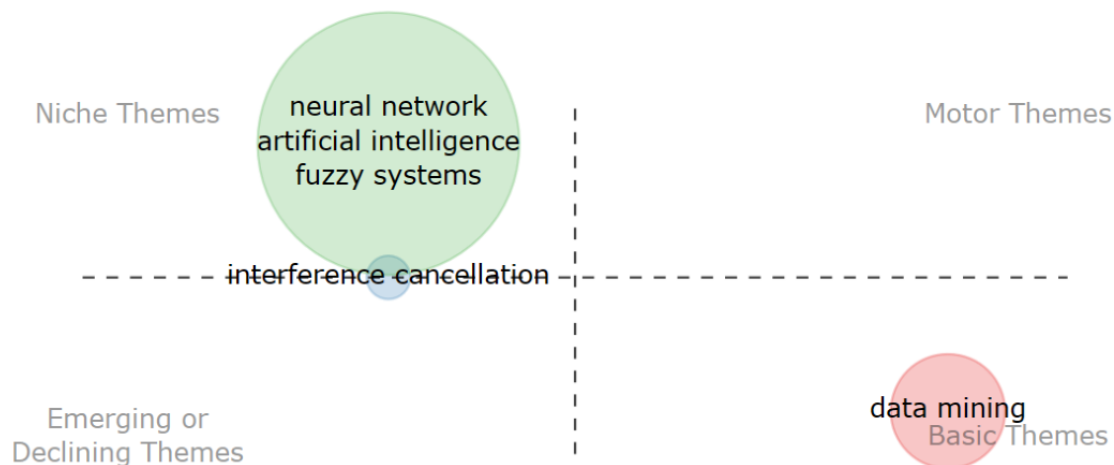 neural network
artificial intelligence
fuzzy systems
Niche Themes
Motor Themes
interference cancellation
data mining
Basic Themes
Emerging or
Declining Themes